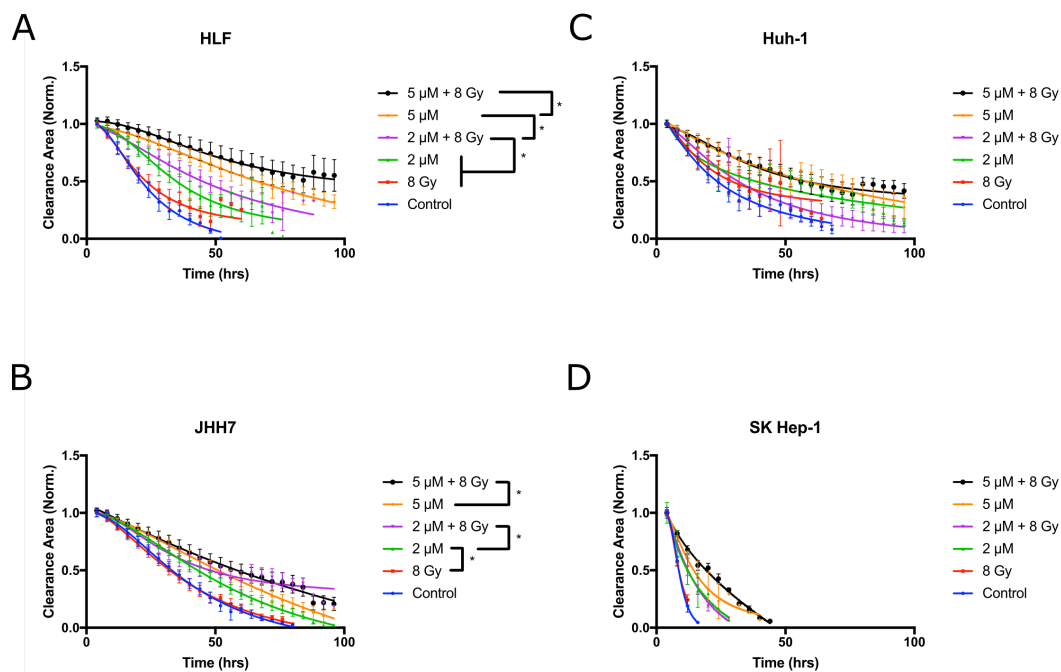 A
HLF
Clearance Area (Norm.)
1.5
1.0
0.5
0.0
0
50
100
Time (hrs)
5 µM + 8 Gy
5 µM
2 µM + 8 Gy
2 µM
8 Gy
Control
*
*
*
C
Huh-1
Clearance Area (Norm.)
1.5
1.0
0.5
0.0
0
50
100
Time (hrs)
5 µM + 8 Gy
5 µM
2 µM + 8 Gy
2 µM
8 Gy
Control
B
JHH7
Clearance Area (Norm.)
1.5
1.0
0.5
0.0
0
50
100
Time (hrs)
5 µM + 8 Gy
5 µM
2 µM + 8 Gy
2 µM
8 Gy
Control
*
*
*
D
SK Hep-1
Clearance Area (Norm.)
1.5
1.0
0.5
0.0
0
50
100
Time (hrs)
5 µM + 8 Gy
5 µM
2 µM + 8 Gy
2 µM
8 Gy
Control